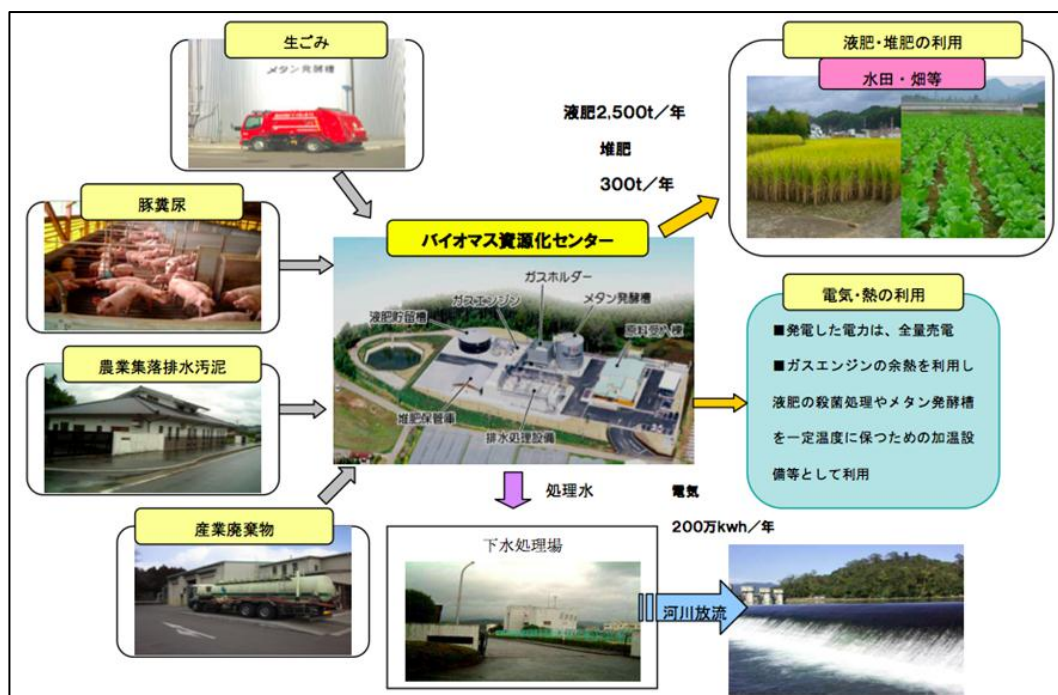 生ごみ
メタン発酵槽
豚糞尿
農業集落排水汚泥
産業廃棄物
液肥2,500t/年
堆肥
300t/年
バイオマス資源化センター
ガスホルダー
ガスエンジン
メタン発酵槽
液肥貯留槽
原料受入棟
堆肥保管庫
排水処理設備
液肥・堆肥の利用
水田・畑等
電気・熱の利用
■発電した電力は、全量売電
■ガスエンジンの余熱を利用し
液肥の殺菌処理やメタン発酵槽
を一定温度に保つための加温設
備等として利用
処理水
電気
200万kwh/年
下水処理場
河川放流